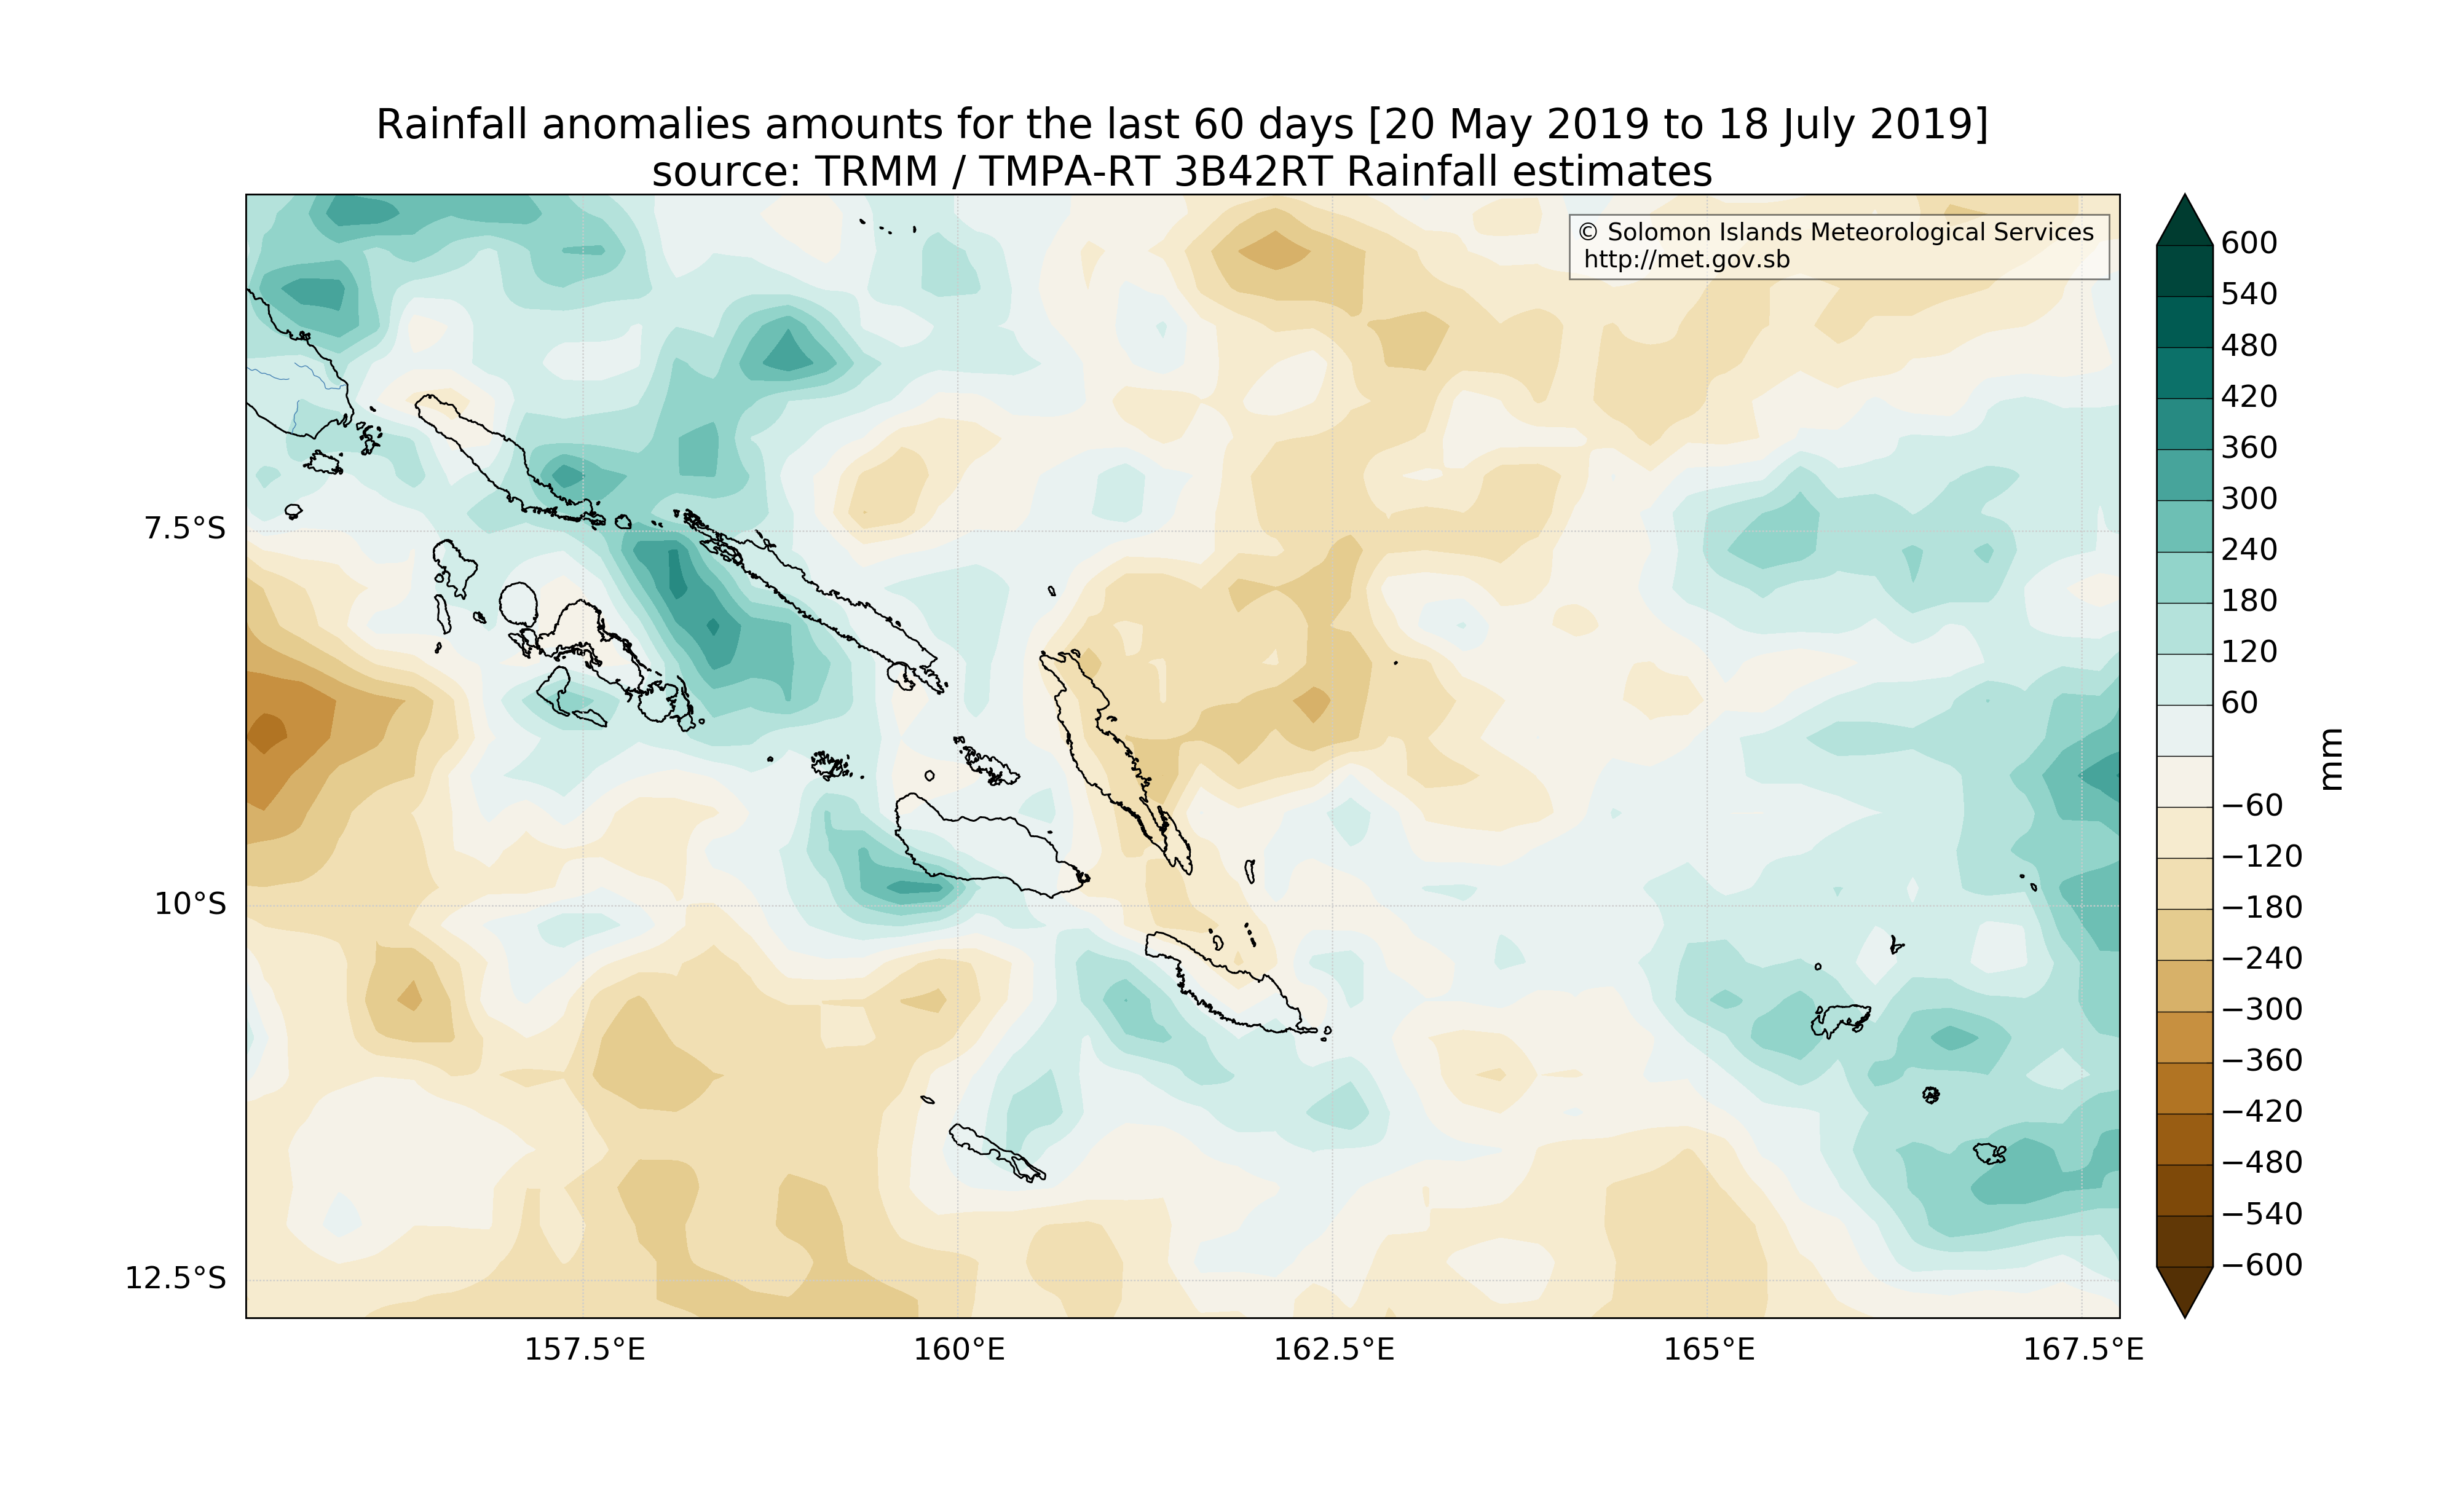 Rainfall anomalies amounts for the last 60 days [20 May 2019 to 18 July 2019]
source: TRMM / TMPA-RT 3B42RT Rainfall estimates
© Solomon Islands Meteorological Services
http://met.gov.sb
7.5°S
10°S
12.5°S
157.5°E
160°E
162.5°E
165°E
167.5°E
600
540
480
420
360
300
240
180
120
60
−60
−120
−180
−240
−300
−360
−420
−480
−540
−600
mm